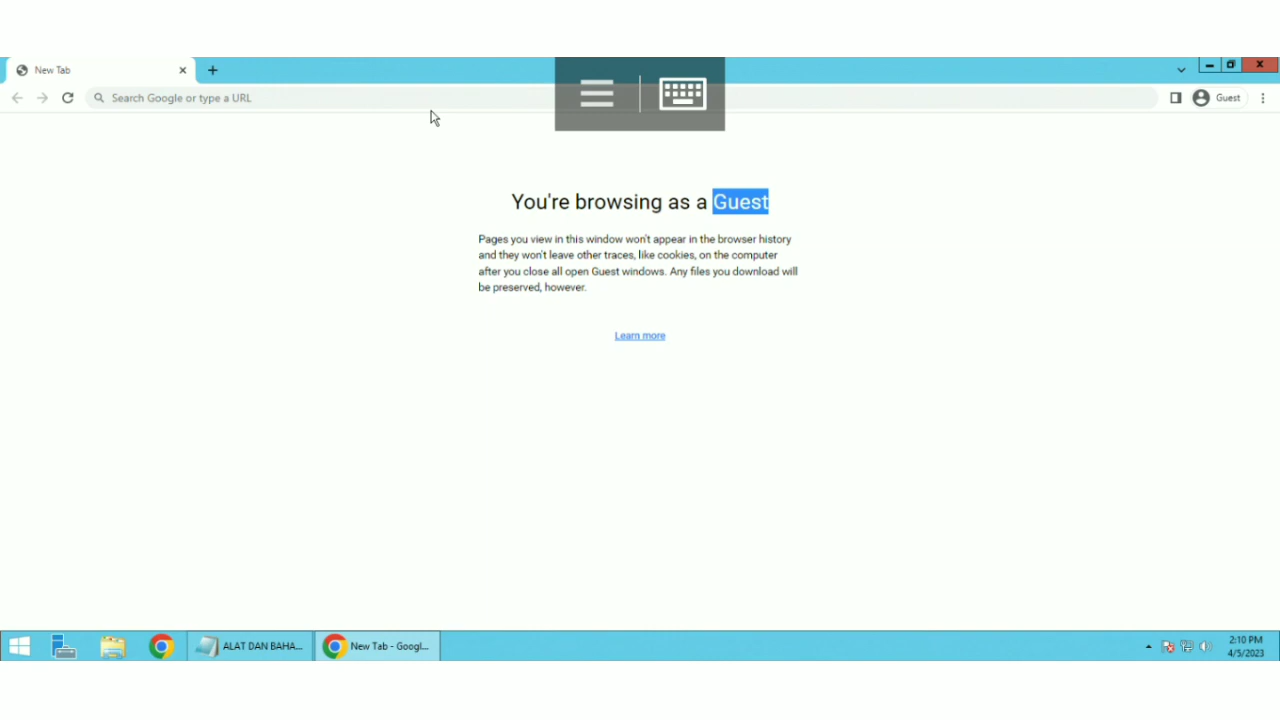 New Tab
Search Google or type a URL
Guest
You're browsing as a Guest
Pages you view in this window won't appear in the browser history
and they won't leave other traces, like cookies, on the computer
after you close all open Guest windows. Any files you download will
be preserved, however.
Learn more
ALAT DAN BAHA...
New Tab - Googl...
2:10 PM
4/5/2023